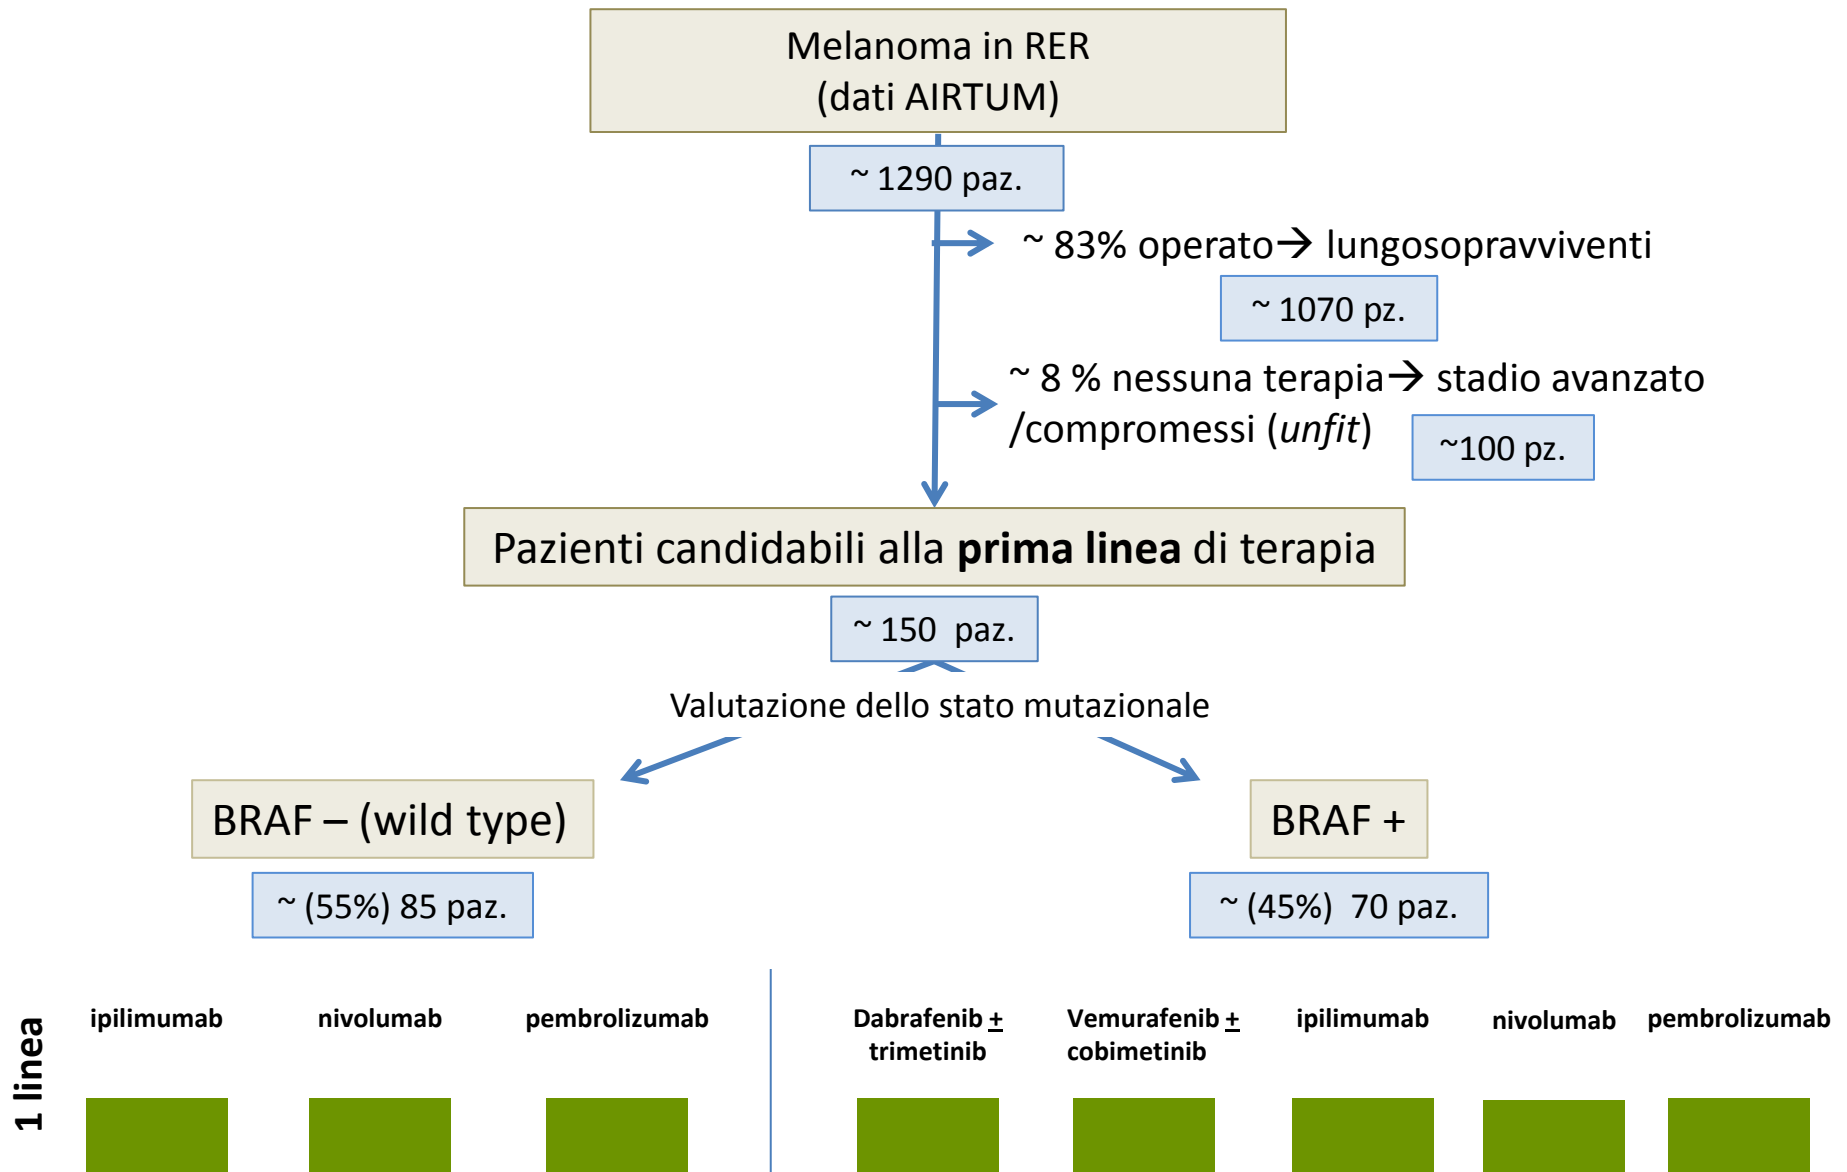 Melanoma in RER
(dati AIRTUM)
~ 1290 paz.
~ 83% operato→ lungosopravviventi
~ 1070 pz.
~ 8 % nessuna terapia→ stadio avanzato
/compromessi (unfit)
~100 pz.
Pazienti candidabili alla prima linea di terapia
~ 150 paz.
Valutazione dello stato mutazionale
BRAF – (wild type)
BRAF +
~ (55%) 85 paz.
~ (45%) 70 paz.
1 linea
ipilimumab
nivolumab
pembrolizumab
Dabrafenib +
trimetinib
Vemurafenib +
cobimetinib
ipilimumab
nivolumab
pembrolizumab